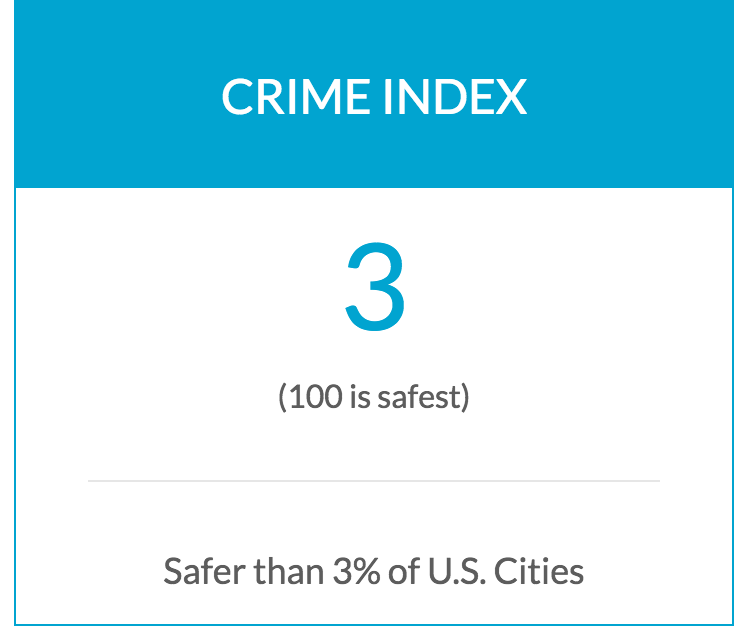 CRIME INDEX
3
(100 is safest)
Safer than 3% of U.S. Cities